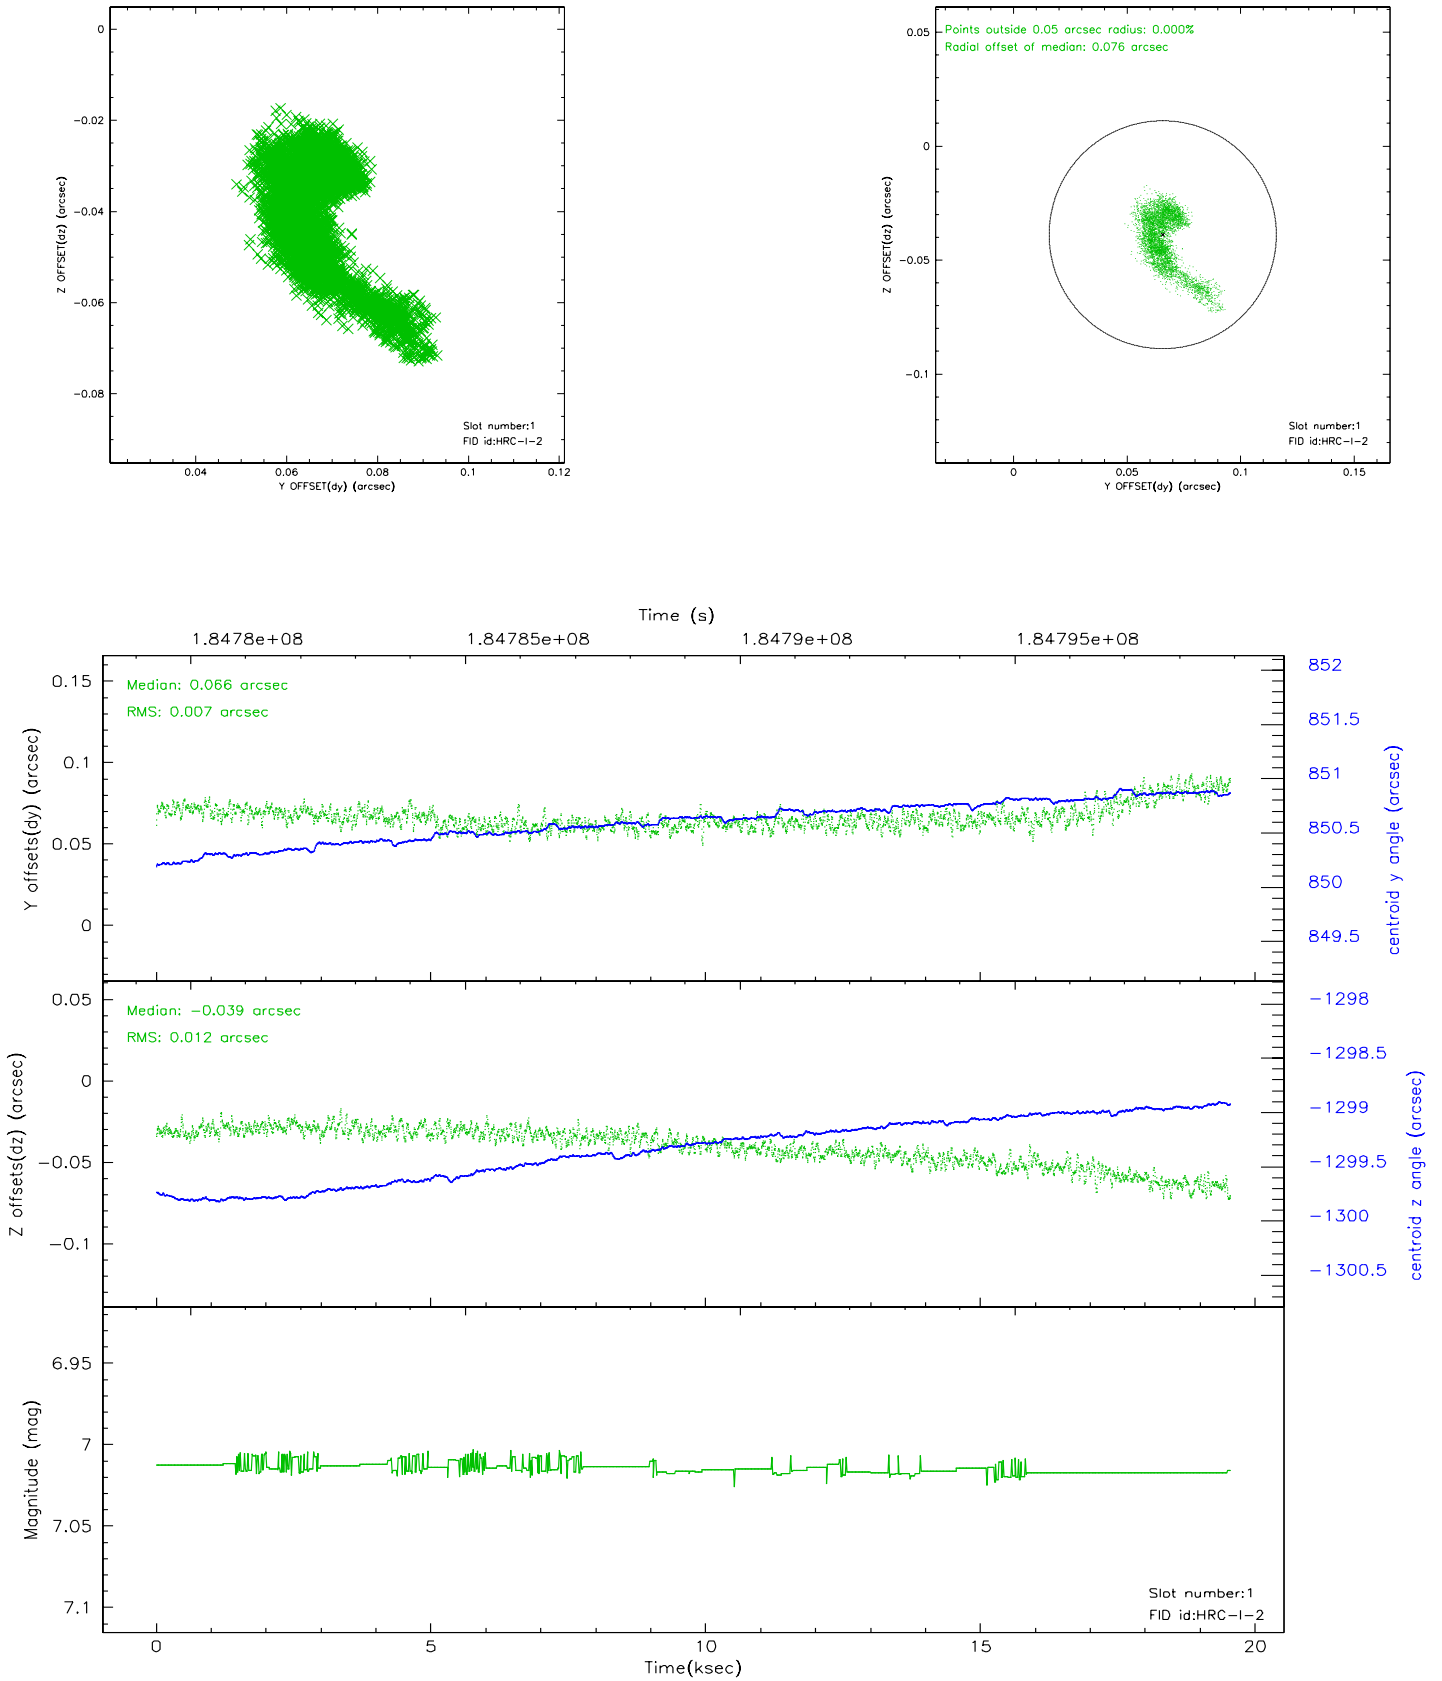 0
−0.02
−0.04
−0.06
−0.08
Z OFFSET(dz) (arcsec)
Slot number:1
FID id:HRC−I−2
0.04 0.06 0.08 0.1 0.12
Y OFFSET(dy) (arcsec)
Points outside 0.05 arcsec radius: 0.000%
Radial offset of median: 0.076 arcsec
0.05
0
−0.05
−0.1
Z OFFSET(dz) (arcsec)
Slot number:1
FID id:HRC−I−2
0 0.05 0.1 0.15
Y OFFSET(dy) (arcsec)
Time (s)
1.8478e+08 1.84785e+08 1.8479e+08 1.84795e+08
Median: 0.066 arcsec
RMS: 0.007 arcsec
0.15
0.1
0.05
0
Y offsets(dy) (arcsec)
852
851.5
851
850.5
850
849.5
centroid y angle (arcsec)
Median: −0.039 arcsec
RMS: 0.012 arcsec
0.05
0
−0.05
−0.1
Z offsets(dz) (arcsec)
−1298
−1298.5
−1299
−1299.5
−1300
−1300.5
centroid z angle (arcsec)
6.95
7
7.05
7.1
Magnitude (mag)
Slot number:1
FID id:HRC−I−2
0 5 10 15 20
Time(ksec)